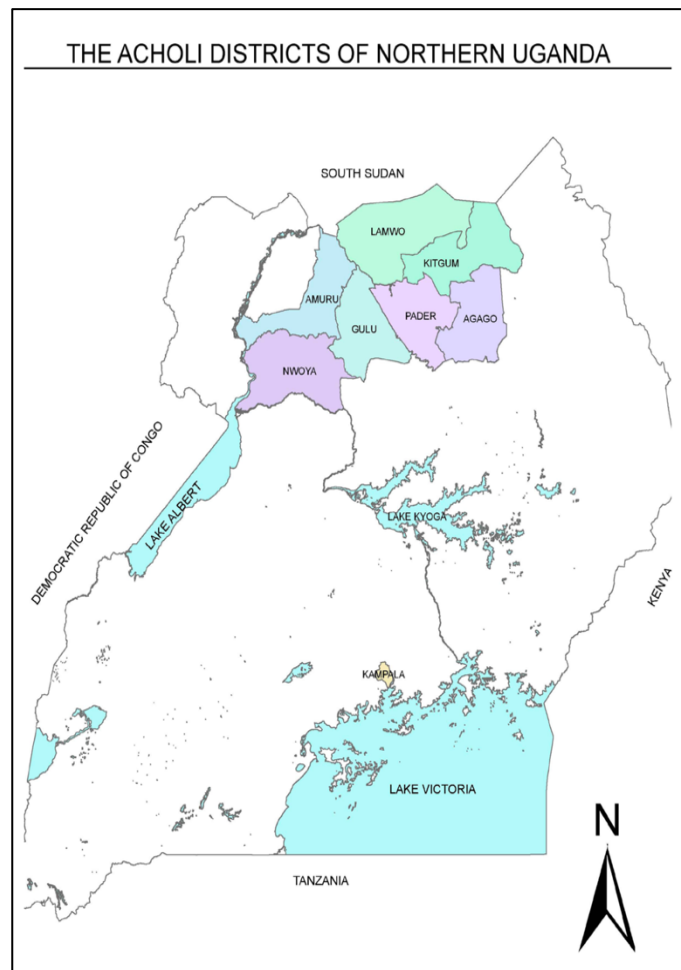 THE ACHOLI DISTRICTS OF NORTHERN UGANDA
SOUTH SUDAN
LAMWO
KITGUM
AMURU
GULU
PADER
AGAGO
NWOYA
DEMOCRATIC REPUBLIC OF CONGO
LAKE ALBERT
LAKE KYOGA
KENYA
KAMPALA
LAKE VICTORIA
N
TANZANIA